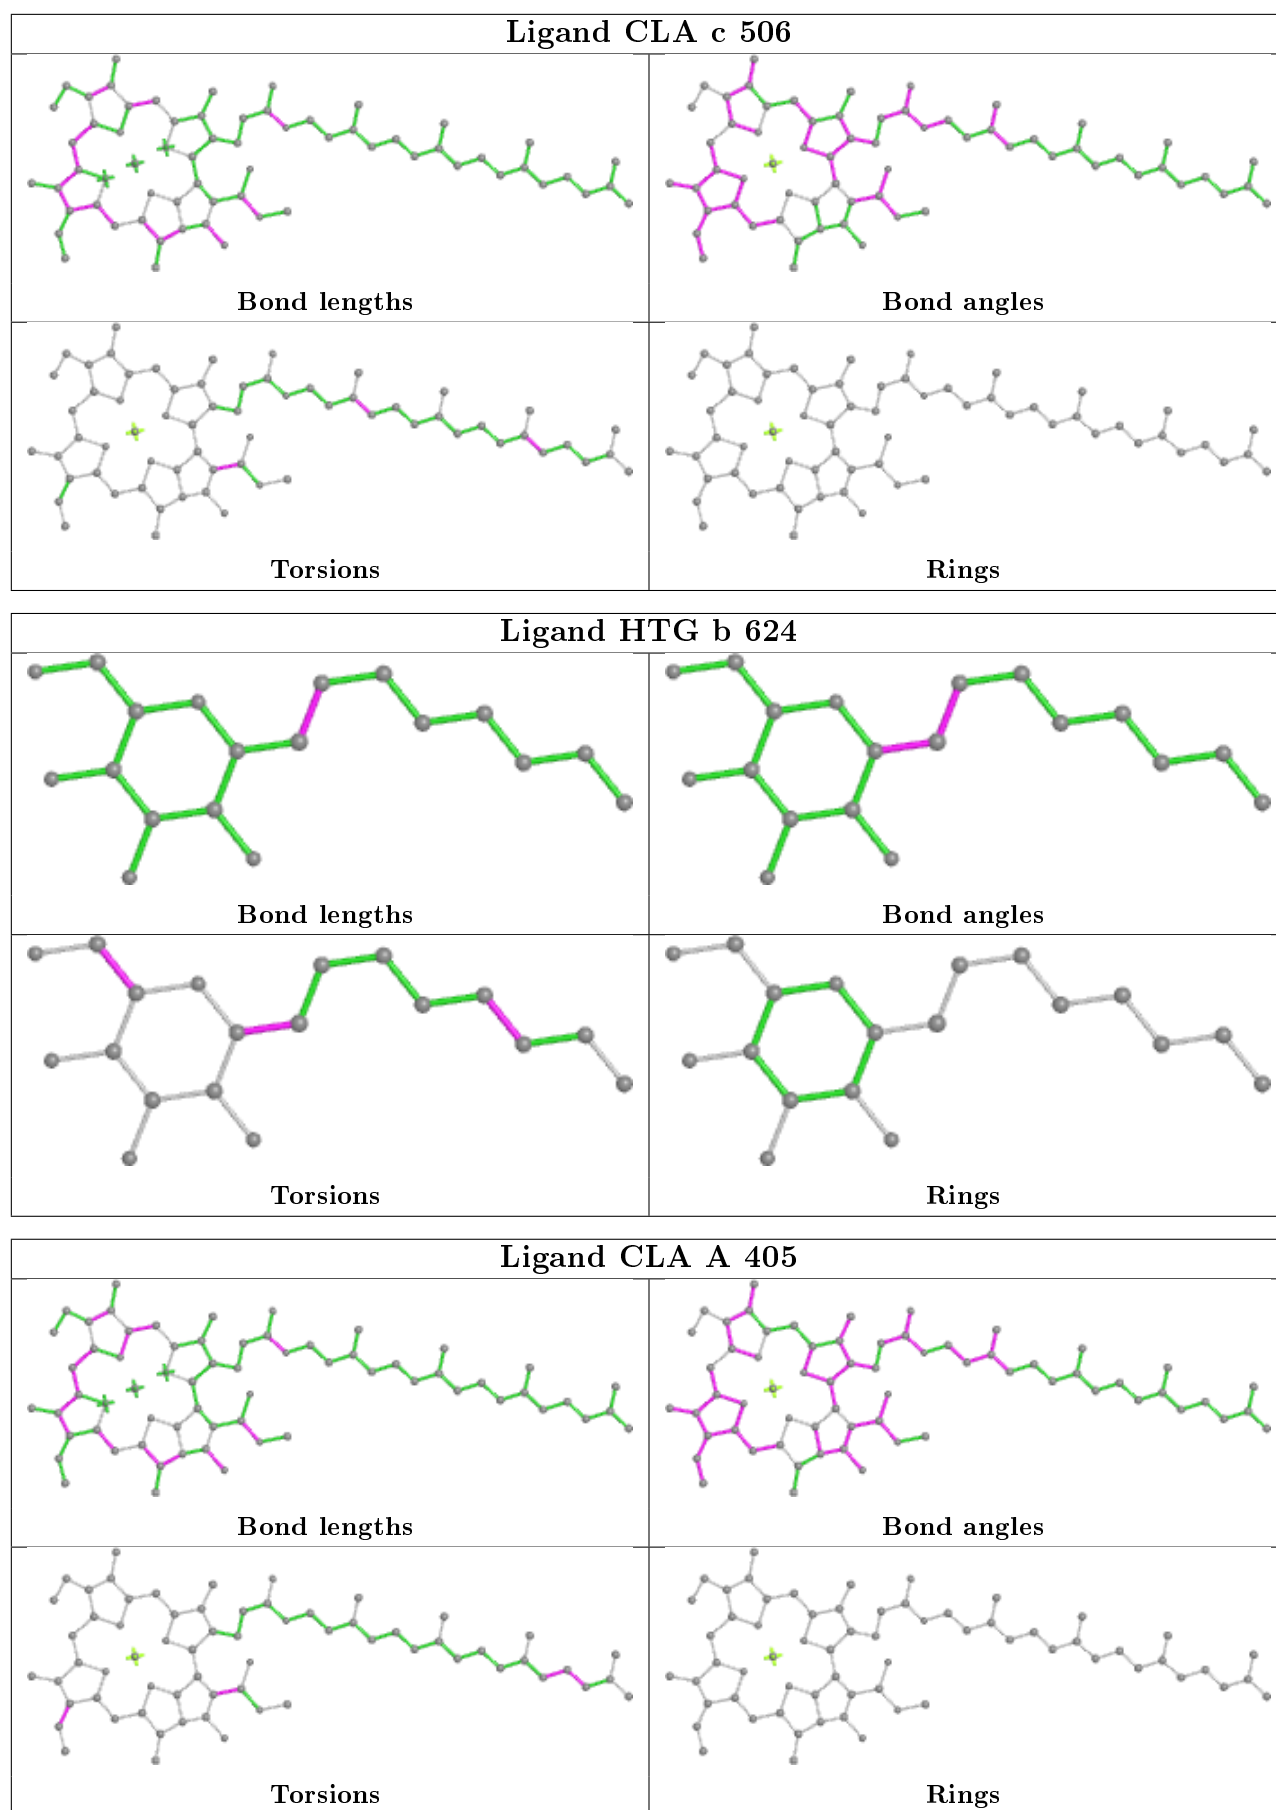 Ligand CLA c 506
Bond lengths
Bond angles
Torsions
Rings
Ligand HTG b 624
Bond lengths
Bond angles
Torsions
Rings
Ligand CLA A 405
Bond lengths
Bond angles
Torsions
Rings